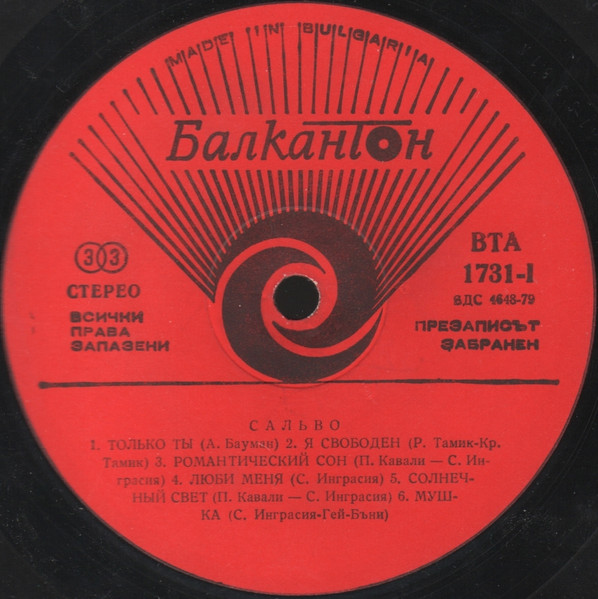 MADE IN BULGARIA
Балкантон
33
СТЕРЕО
ВСИЧКИ
ПРАВА
ЗАПАЗЕНИ
ВТА
1731-I
ВДС 4648-79
ПРЕЗАПИСЪТ
ЗАБРАНЕН
САЛЬВО
1. ТОЛЬКО ТЫ (А. Бауман) 2. Я СВОБОДЕН (Р. Тамик-Кр.
Тамик) 3. РОМАНТИЧЕСКИЙ СОН (П. Кавали — С. Ин-
грасия) 4. ЛЮБИ МЕНЯ (С. Инграсия) 5. СОЛНЕЧ-
НЫЙ СВЕТ (П. Кавали — С. Инграсия) 6. МУШ-
КА (С. Инграсия-Гей-Бъни)